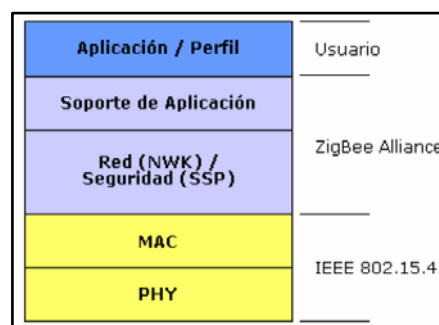 Aplicación / Perfil
Usuario
Soporte de Aplicación
ZigBee Alliance
Red (NWK) /
Seguridad (SSP)
MAC
IEEE 802.15.4
PHY